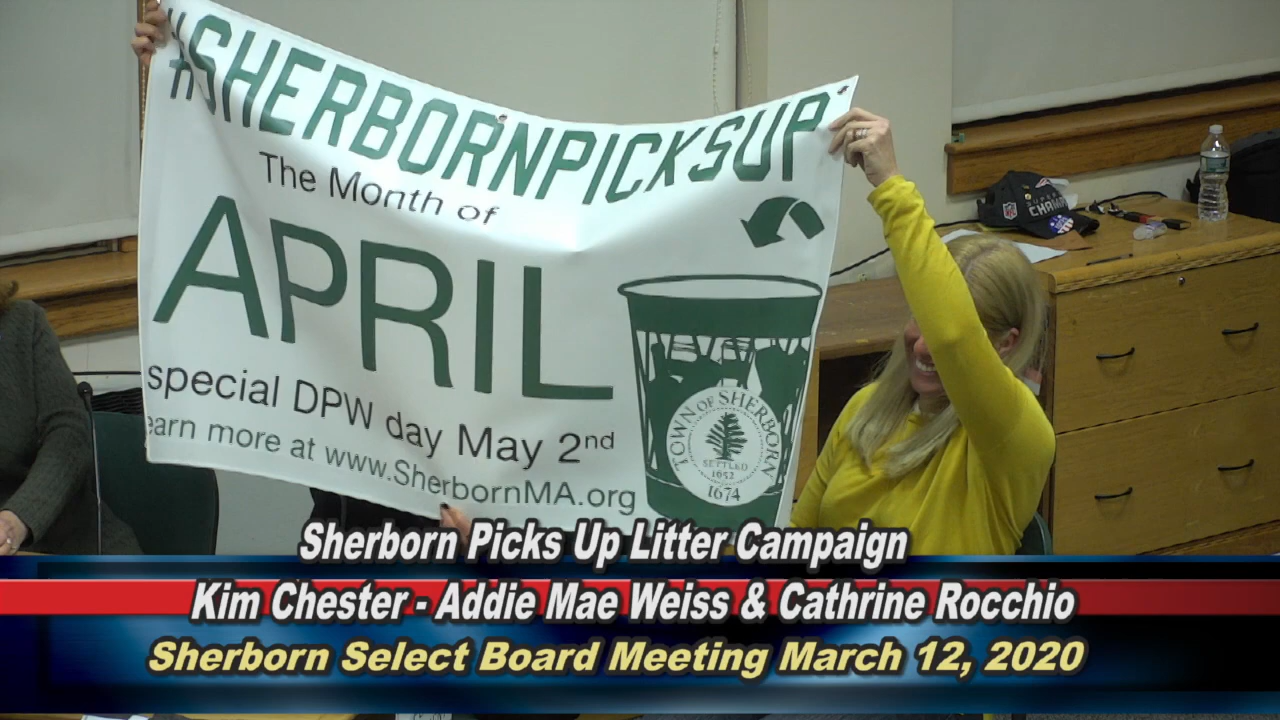 #SHERBORNPICKSUP
The Month of
APRIL
special DPW day May 2nd
earn more at www.SherbornMA.org
TOWN OF SHERBORN
SETTLED
1652
1674
NFL
CHAM
Sherborn Picks Up Litter Campaign
Kim Chester - Addie Mae Weiss & Cathrine Rocchio
Sherborn Select Board Meeting March 12, 2020